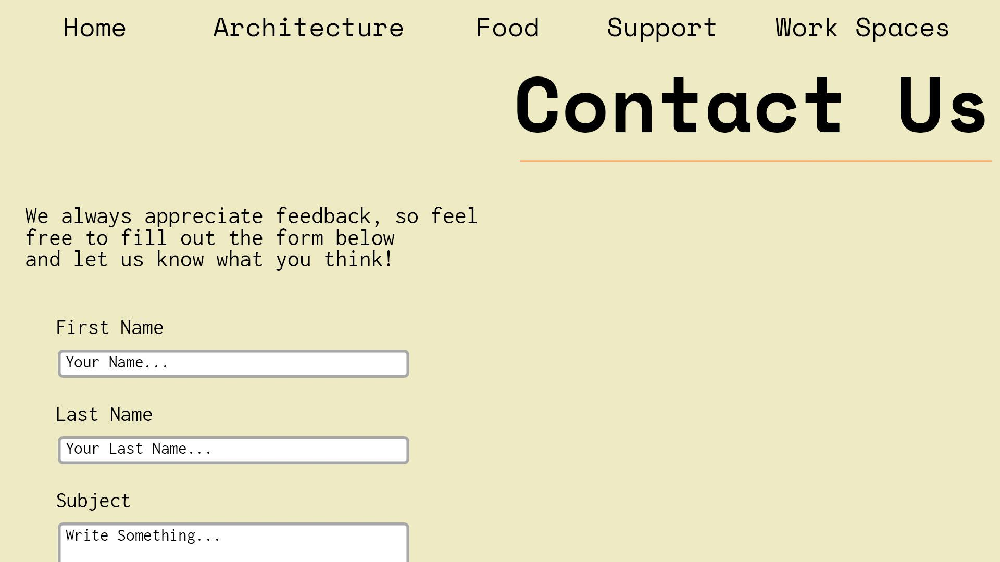 Home Architecture Food Support Work Spaces
Contact Us
We always appreciate feedback, so feel
free to fill out the form below
and let us know what you think!
First Name
Your Name...
Last Name
Your Last Name...
Subject
Write Something...